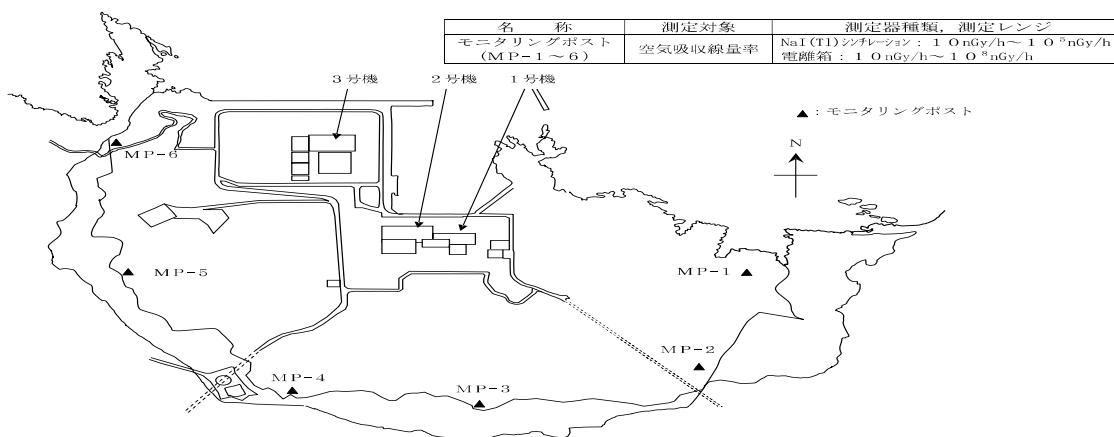 名　称　測定対象　測定器種類，測定レンジ
モニタリングポスト
(MP-1～6)
空気吸収線量率
NaI(Tl)シンチレーション：１０nGy/h～１０⁵nGy/h
電離箱：１０nGy/h～１０⁸nGy/h
３号機　２号機　１号機
▲：モニタリングポスト
N
MP-6
MP-5
MP-1
MP-2
MP-4
MP-3